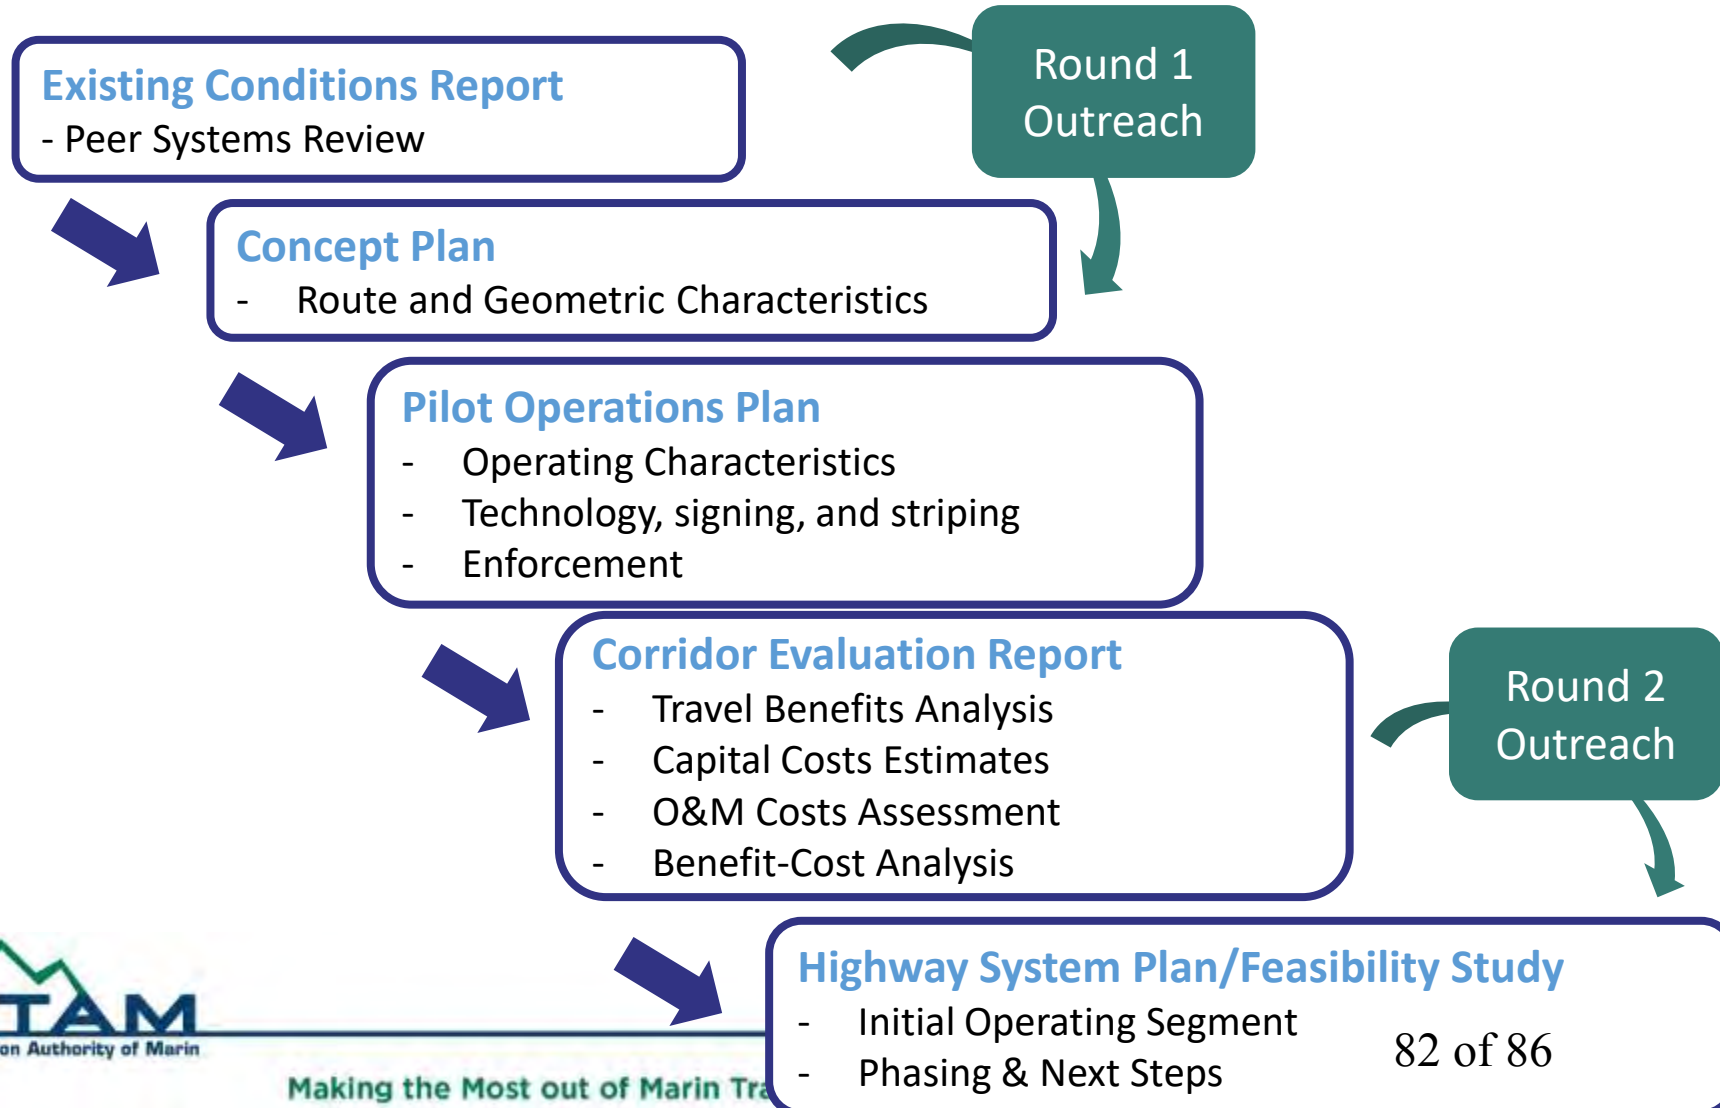 Round 1
Outreach
Existing Conditions Report
- Peer Systems Review
Concept Plan
- Route and Geometric Characteristics
Pilot Operations Plan
- Operating Characteristics
- Technology, signing, and striping
- Enforcement
Corridor Evaluation Report
- Travel Benefits Analysis
- Capital Costs Estimates
- O&M Costs Assessment
- Benefit-Cost Analysis
Round 2
Outreach
Highway System Plan/Feasibility Study
- Initial Operating Segment
- Phasing & Next Steps
82 of 86
TAM
on Authority of Marin
Making the Most out of Marin Tra